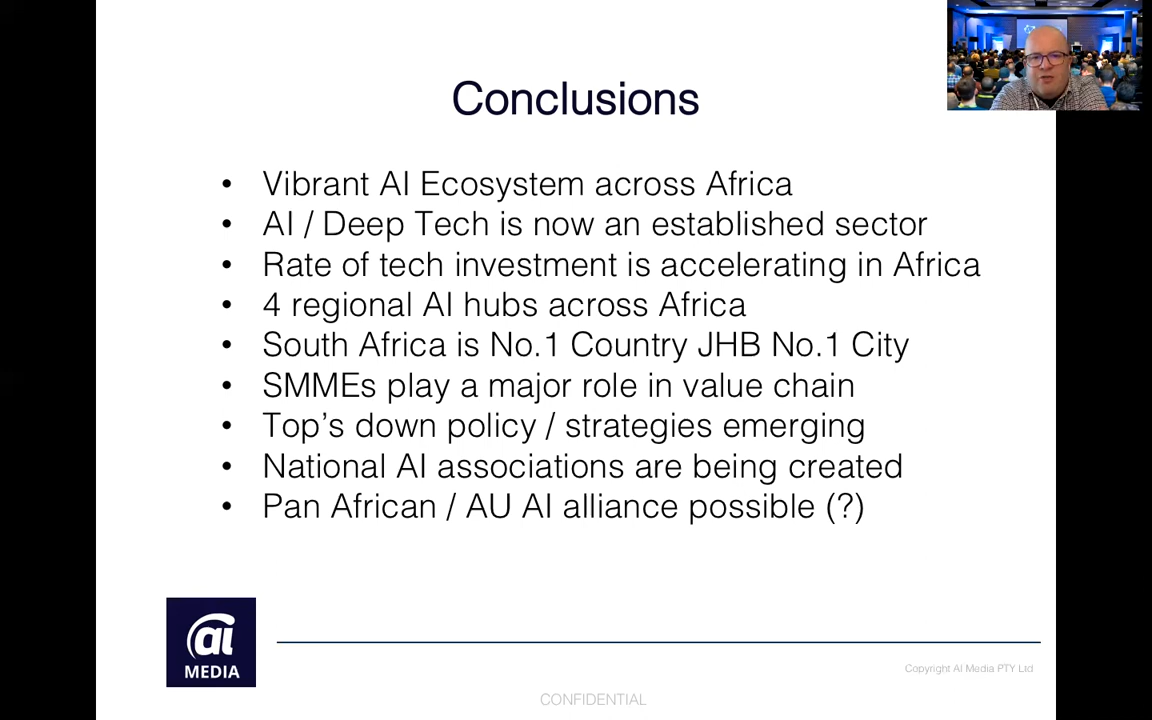 Conclusions
• Vibrant AI Ecosystem across Africa
• AI / Deep Tech is now an established sector
• Rate of tech investment is accelerating in Africa
• 4 regional AI hubs across Africa
• South Africa is No.1 Country JHB No.1 City
• SMMEs play a major role in value chain
• Top’s down policy / strategies emerging
• National AI associations are being created
• Pan African / AU AI alliance possible (?)
ai
MEDIA
Copyright AI Media PTY Ltd
CONFIDENTIAL